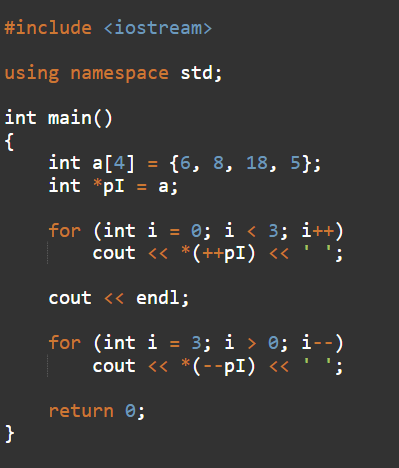 #include <iostream>
using namespace std;
int main()
{
int a[4] = {6, 8, 18, 5};
int *pI = a;
for (int i = 0; i < 3; i++)
cout << *(++pI) << ' ';
cout << endl;
for (int i = 3; i > 0; i--)
cout << *(--pI) << ' ';
return 0;
}